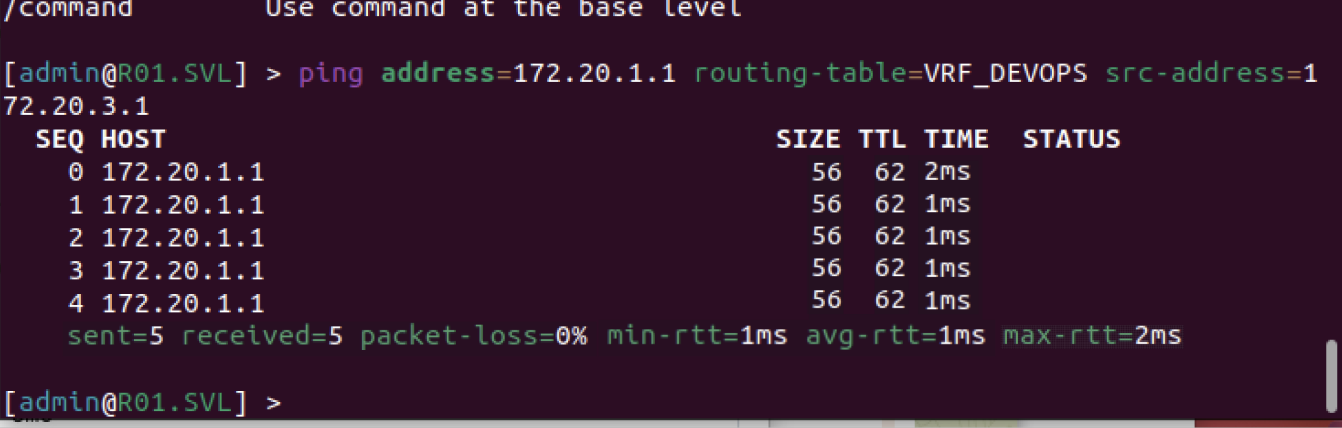 /command        Use command at the base level
[admin@R01.SVL] > ping address=172.20.1.1 routing-table=VRF_DEVOPS src-address=1
72.20.3.1
  SEQ HOST                                     SIZE TTL TIME  STATUS
    0 172.20.1.1                                 56  62 2ms
    1 172.20.1.1                                 56  62 1ms
    2 172.20.1.1                                 56  62 1ms
    3 172.20.1.1                                 56  62 1ms
    4 172.20.1.1                                 56  62 1ms
    sent=5 received=5 packet-loss=0% min-rtt=1ms avg-rtt=1ms max-rtt=2ms
[admin@R01.SVL] >